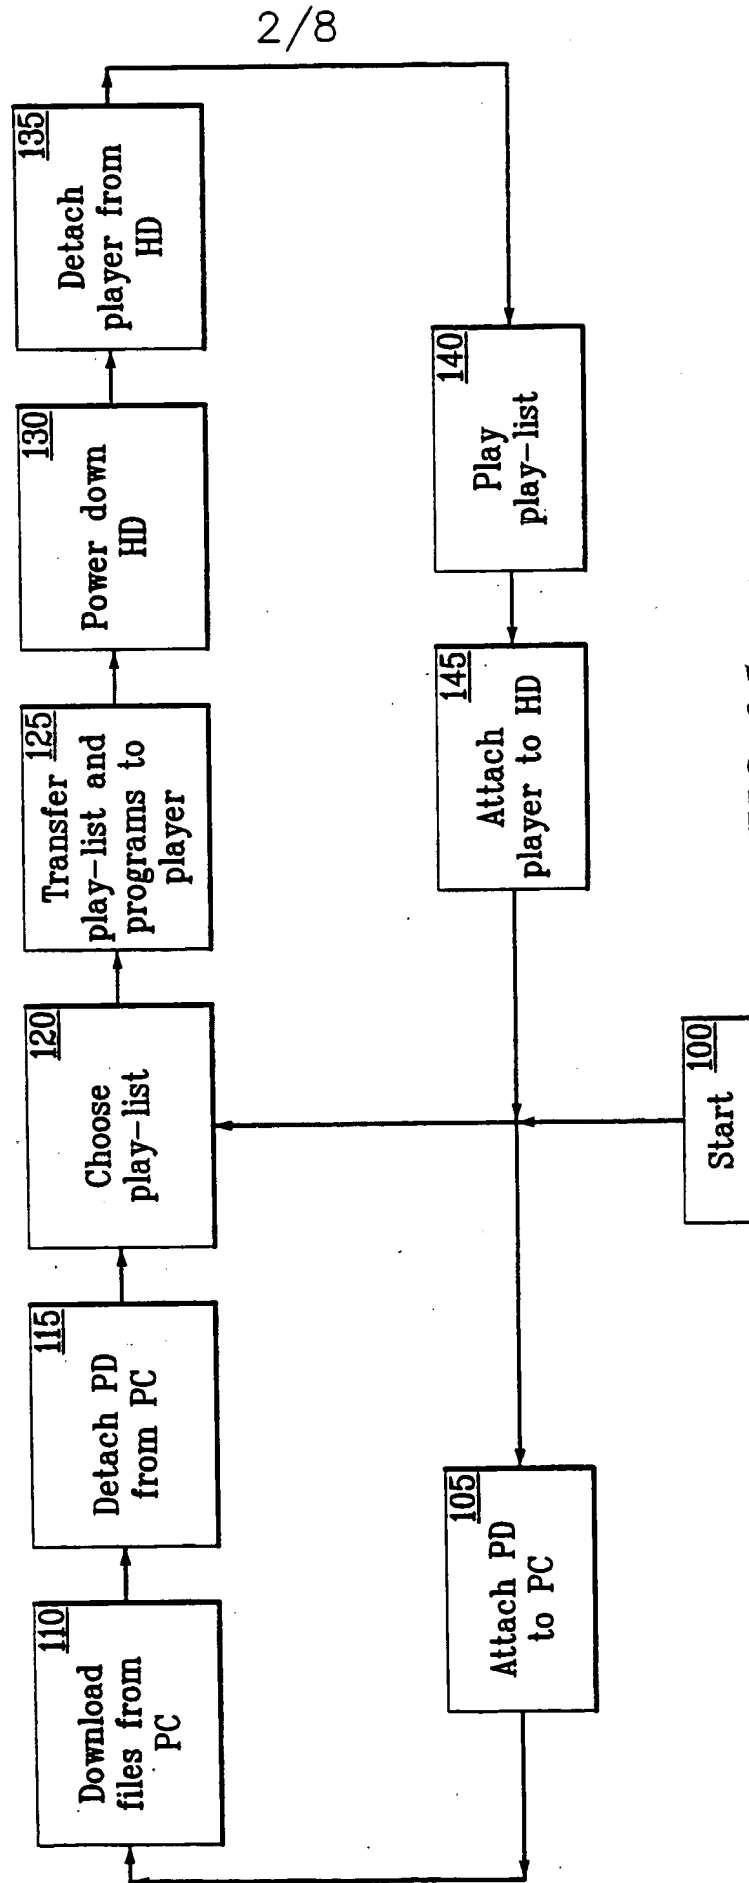 2/8
110
Download
files from
PC
115
Detach PD
from PC
120
Choose
play-list
125
Transfer
play-list and
programs to
player
130
Power down
HD
135
Detach
player from
HD
105
Attach PD
to PC
145
Attach
player to HD
140
Play
play-list
100
Start